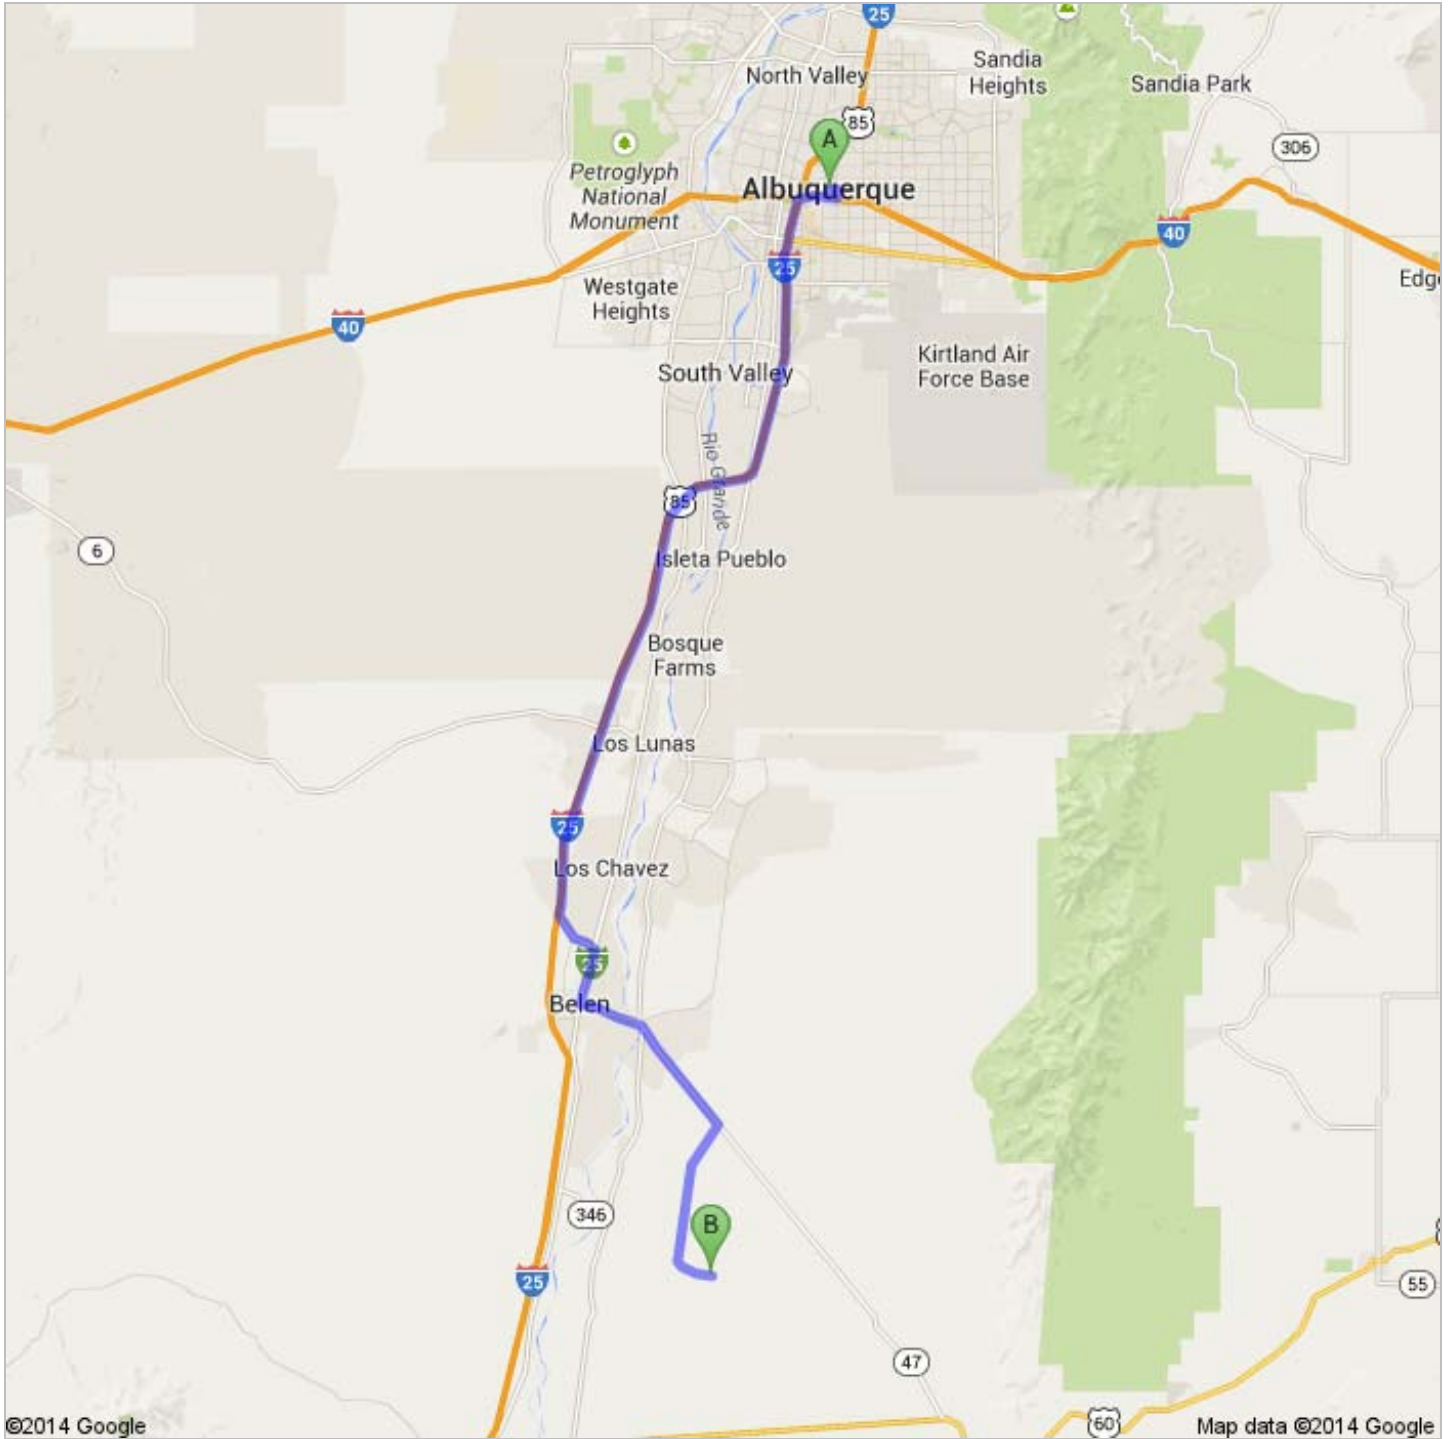 25
North Valley
Sandia
Heights
Sandia Park
85
A
306
Petroglyph
National
Monument
Albuquerque
40
25
Westgate
Heights
Edg
40
Kirtland Air
Force Base
South Valley
Rio Grande
85
6
Isleta Pueblo
Bosque
Farms
Los Lunas
25
Los Chavez
25
Belen
346
B
25
55
47
60
©2014 Google
Map data ©2014 Google